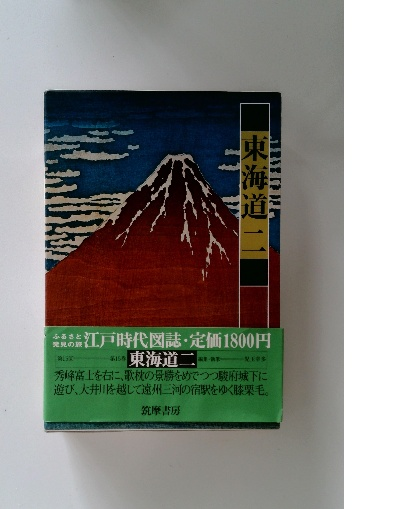 東海道二
ふるさと
発見の旅
江戸時代図誌・定価1800円
東海道二
秀峰富士を右に、歌枕の景勝をめでつつ駿府城下に
遊び、大井川を越して遠州三河の宿駅をゆく膝栗毛。
筑摩書房